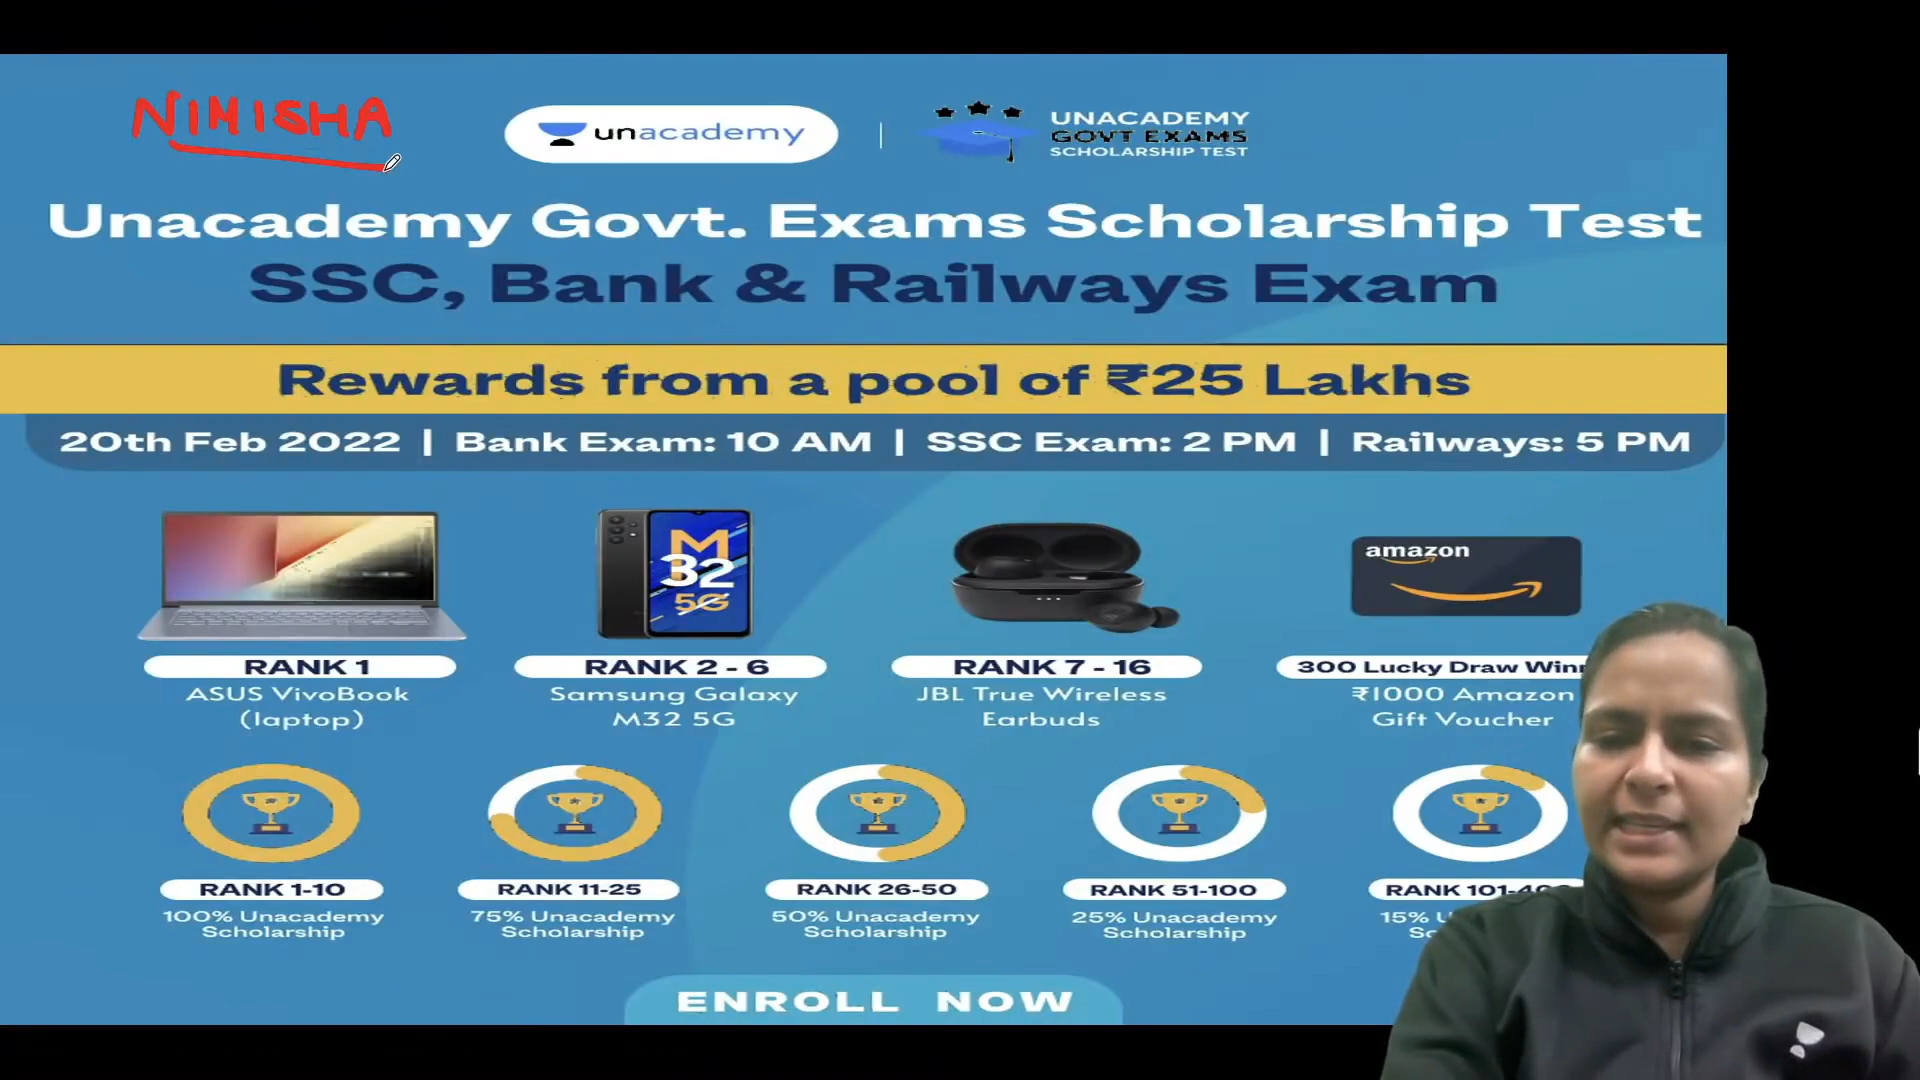 NIMISHA
unacademy
UNACADEMY
GOVT EXAMS
SCHOLARSHIP TEST
Unacademy Govt. Exams Scholarship Test
SSC, Bank & Railways Exam
Rewards from a pool of ₹25 Lakhs
20th Feb 2022 | Bank Exam: 10 AM | SSC Exam: 2 PM | Railways: 5 PM
M
32
5G
amazon
RANK 1
ASUS VivoBook
(laptop)
RANK 2 - 6
Samsung Galaxy
M32 5G
RANK 7 - 16
JBL True Wireless
Earbuds
300 Lucky Draw
₹1000 Amazon
Gift Voucher
RANK 1-10
100% Unacademy
Scholarship
RANK 11-25
75% Unacademy
Scholarship
RANK 26-50
50% Unacademy
Scholarship
RANK 51-100
25% Unacademy
Scholarship
RANK
15%
ENROLL NOW